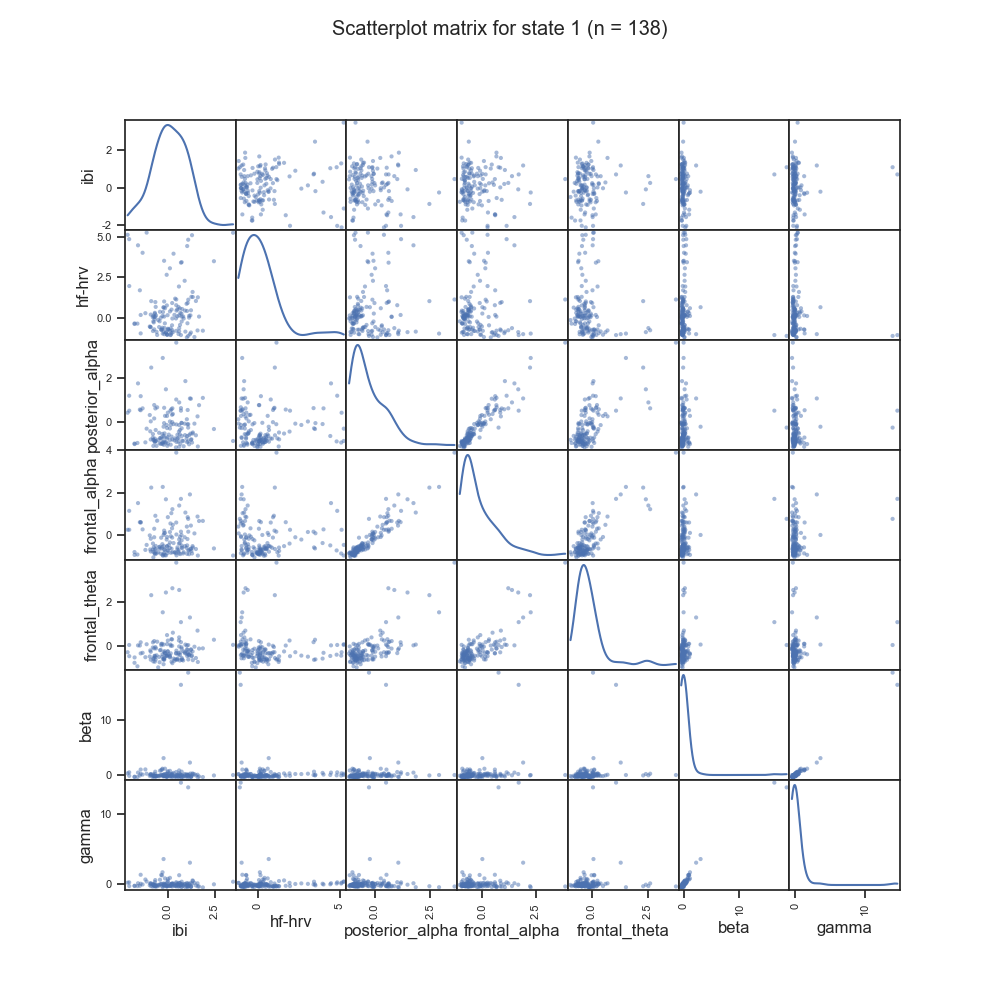 Scatterplot matrix for state 1 (n = 138)
ibi
2
0
-2
hf-hrv
5.0
2.5
0.0
posterior_alpha
2
0
frontal_alpha
4
2
0
frontal_theta
2
0
beta
10
0
gamma
10
0
0.0 2.5 0 5 0.0 2.5 0.0 2.5 0.0 2.5 0 10 0 10
ibi hf-hrv posterior_alpha frontal_alpha frontal_theta beta gamma